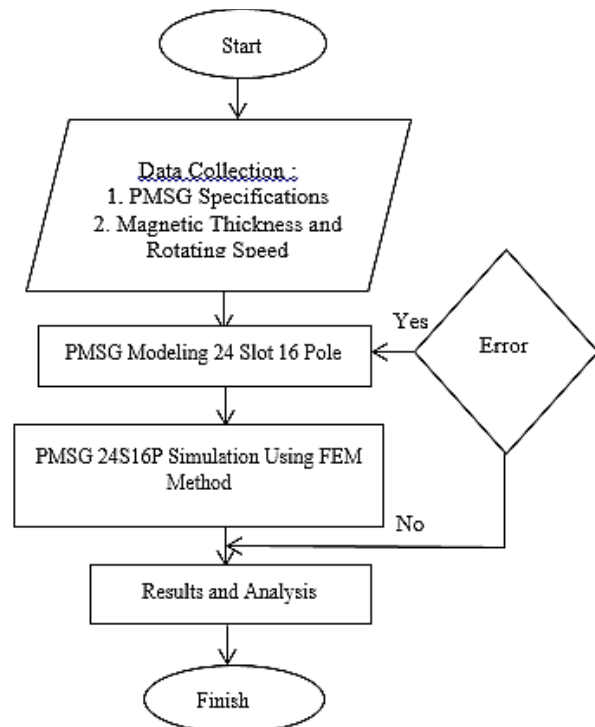 Start
Data Collection :
1. PMSG Specifications
2. Magnetic Thickness and
Rotating Speed
Yes
Error
PMSG Modeling 24 Slot 16 Pole
PMSG 24S16P Simulation Using FEM
Method
No
Results and Analysis
Finish